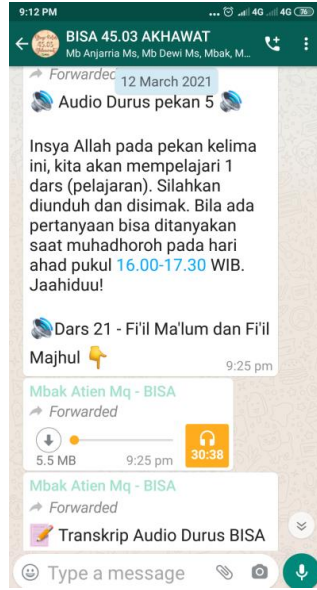 9:12 PM
4G
4G
76
BISA 45.03 AKHAWAT
Mb Anjarria Ms, Mb Dewi Ms, Mbak, M...
Forwarded
12 March 2021
Audio Durus pekan 5
Insya Allah pada pekan kelima
ini, kita akan mempelajari 1
dars (pelajaran). Silahkan
diunduh dan disimak. Bila ada
pertanyaan bisa ditanyakan
saat muhadhoroh pada hari
ahad pukul 16.00-17.30 WIB.
Jaahiduu!
Dars 21 - Fi'il Ma'lum dan Fi'il
Majhul
9:25 pm
Mbak Atien Mq - BISA
Forwarded
5.5 MB
9:25 pm
30:38
Mbak Atien Mq - BISA
Forwarded
Transkrip Audio Durus BISA
Type a message